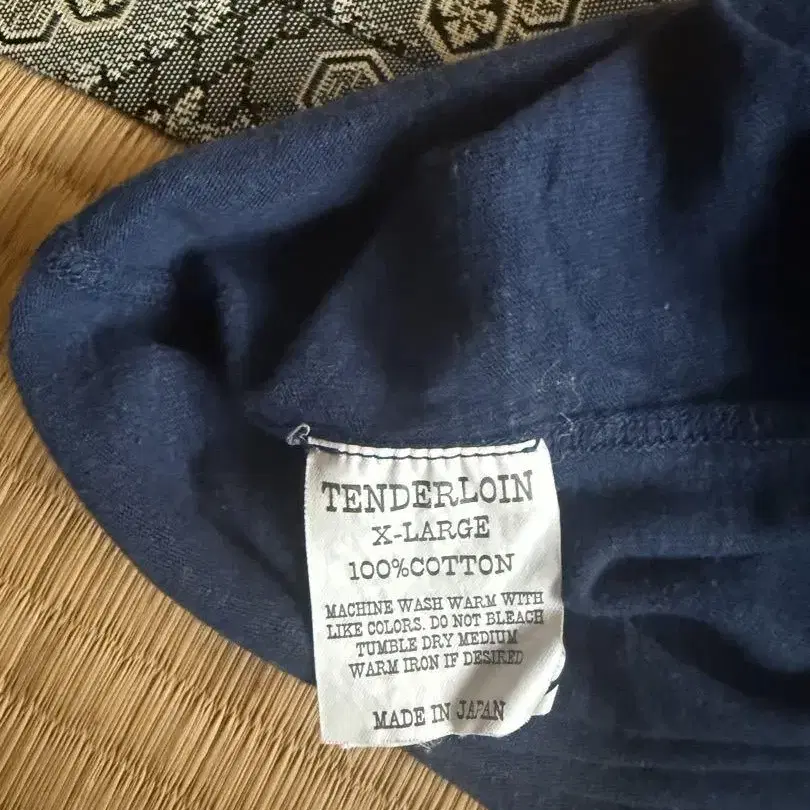 TENDERLOIN
X-LARGE
100%COTTON
MACHINE WASH WARM WITH
LIKE COLORS. DO NOT BLEACH
TUMBLE DRY MEDIUM
WARM IRON IF DESIRED
MADE IN JAPAN